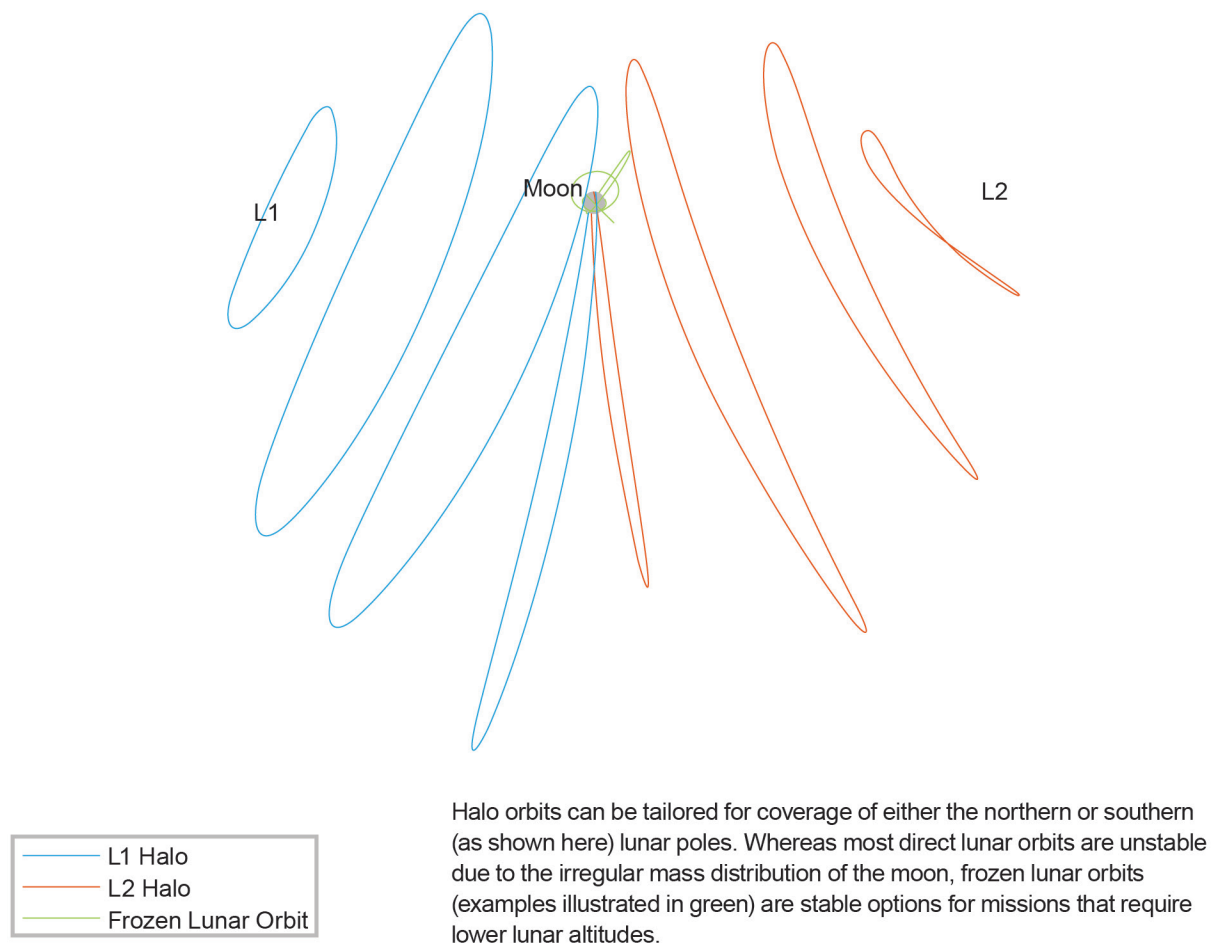 Moon
L1
L2
L1 Halo
L2 Halo
Frozen Lunar Orbit
Halo orbits can be tailored for coverage of either the northern or southern
(as shown here) lunar poles. Whereas most direct lunar orbits are unstable
due to the irregular mass distribution of the moon, frozen lunar orbits
(examples illustrated in green) are stable options for missions that require
lower lunar altitudes.